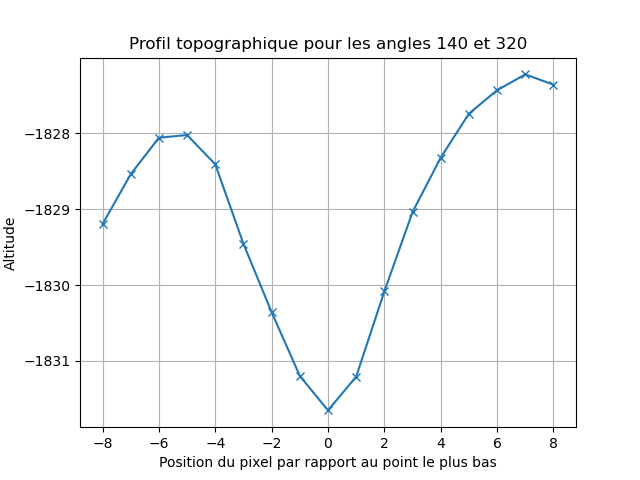 Profil topographique pour les angles 140 et 320
Altitude
−1828
−1829
−1830
−1831
−8 −6 −4 −2 0 2 4 6 8
Position du pixel par rapport au point le plus bas